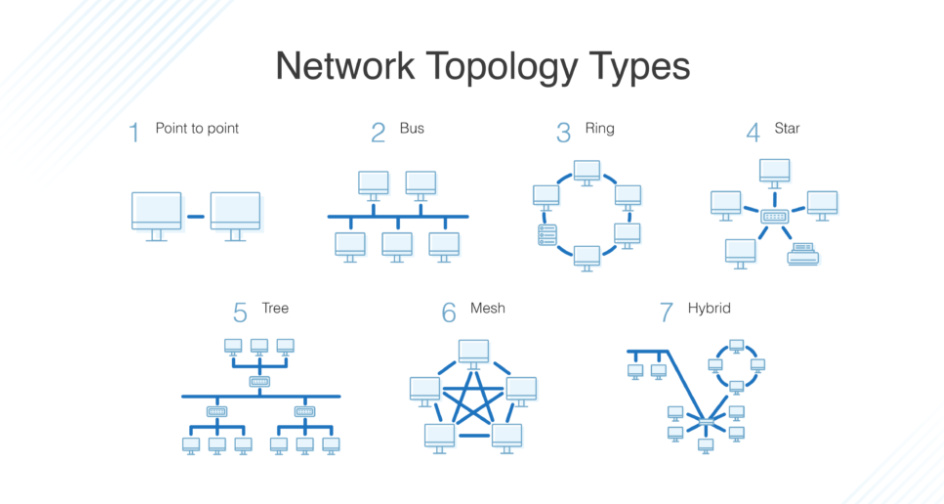 Network Topology Types
1 Point to point
2 Bus
3 Ring
4 Star
5 Tree
6 Mesh
7 Hybrid